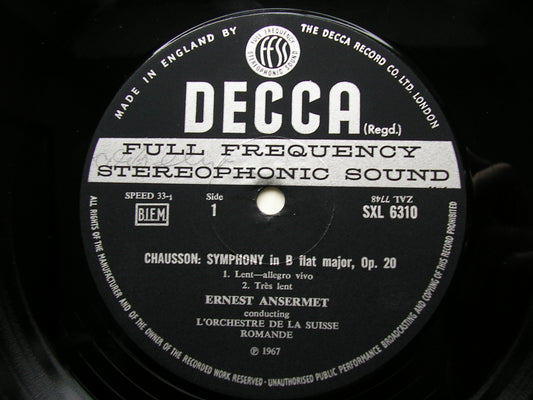 MADE IN ENGLAND BY
FULL FREQUENCY
FFSS
STEREOPHONIC SOUND
THE DECCA RECORD CO. LTD. LONDON
DECCA (Regd.)
FULL FREQUENCY
STEREOPHONIC SOUND
SPEED 33⅓
Side
1
B.I.E.M.
ZAL 7748
SXL 6310
CHAUSSON: SYMPHONY in B flat major, Op. 20
1. Lent—allegro vivo
2. Très lent
ERNEST ANSERMET
conducting
L'ORCHESTRE DE LA SUISSE
ROMANDE
℗ 1967
ALL RIGHTS OF THE MANUFACTURER AND OF THE OWNER OF THE RECORDED WORK RESERVED - UNAUTHORISED PUBLIC PERFORMANCE BROADCASTING AND COPYING OF THIS RECORD PROHIBITED